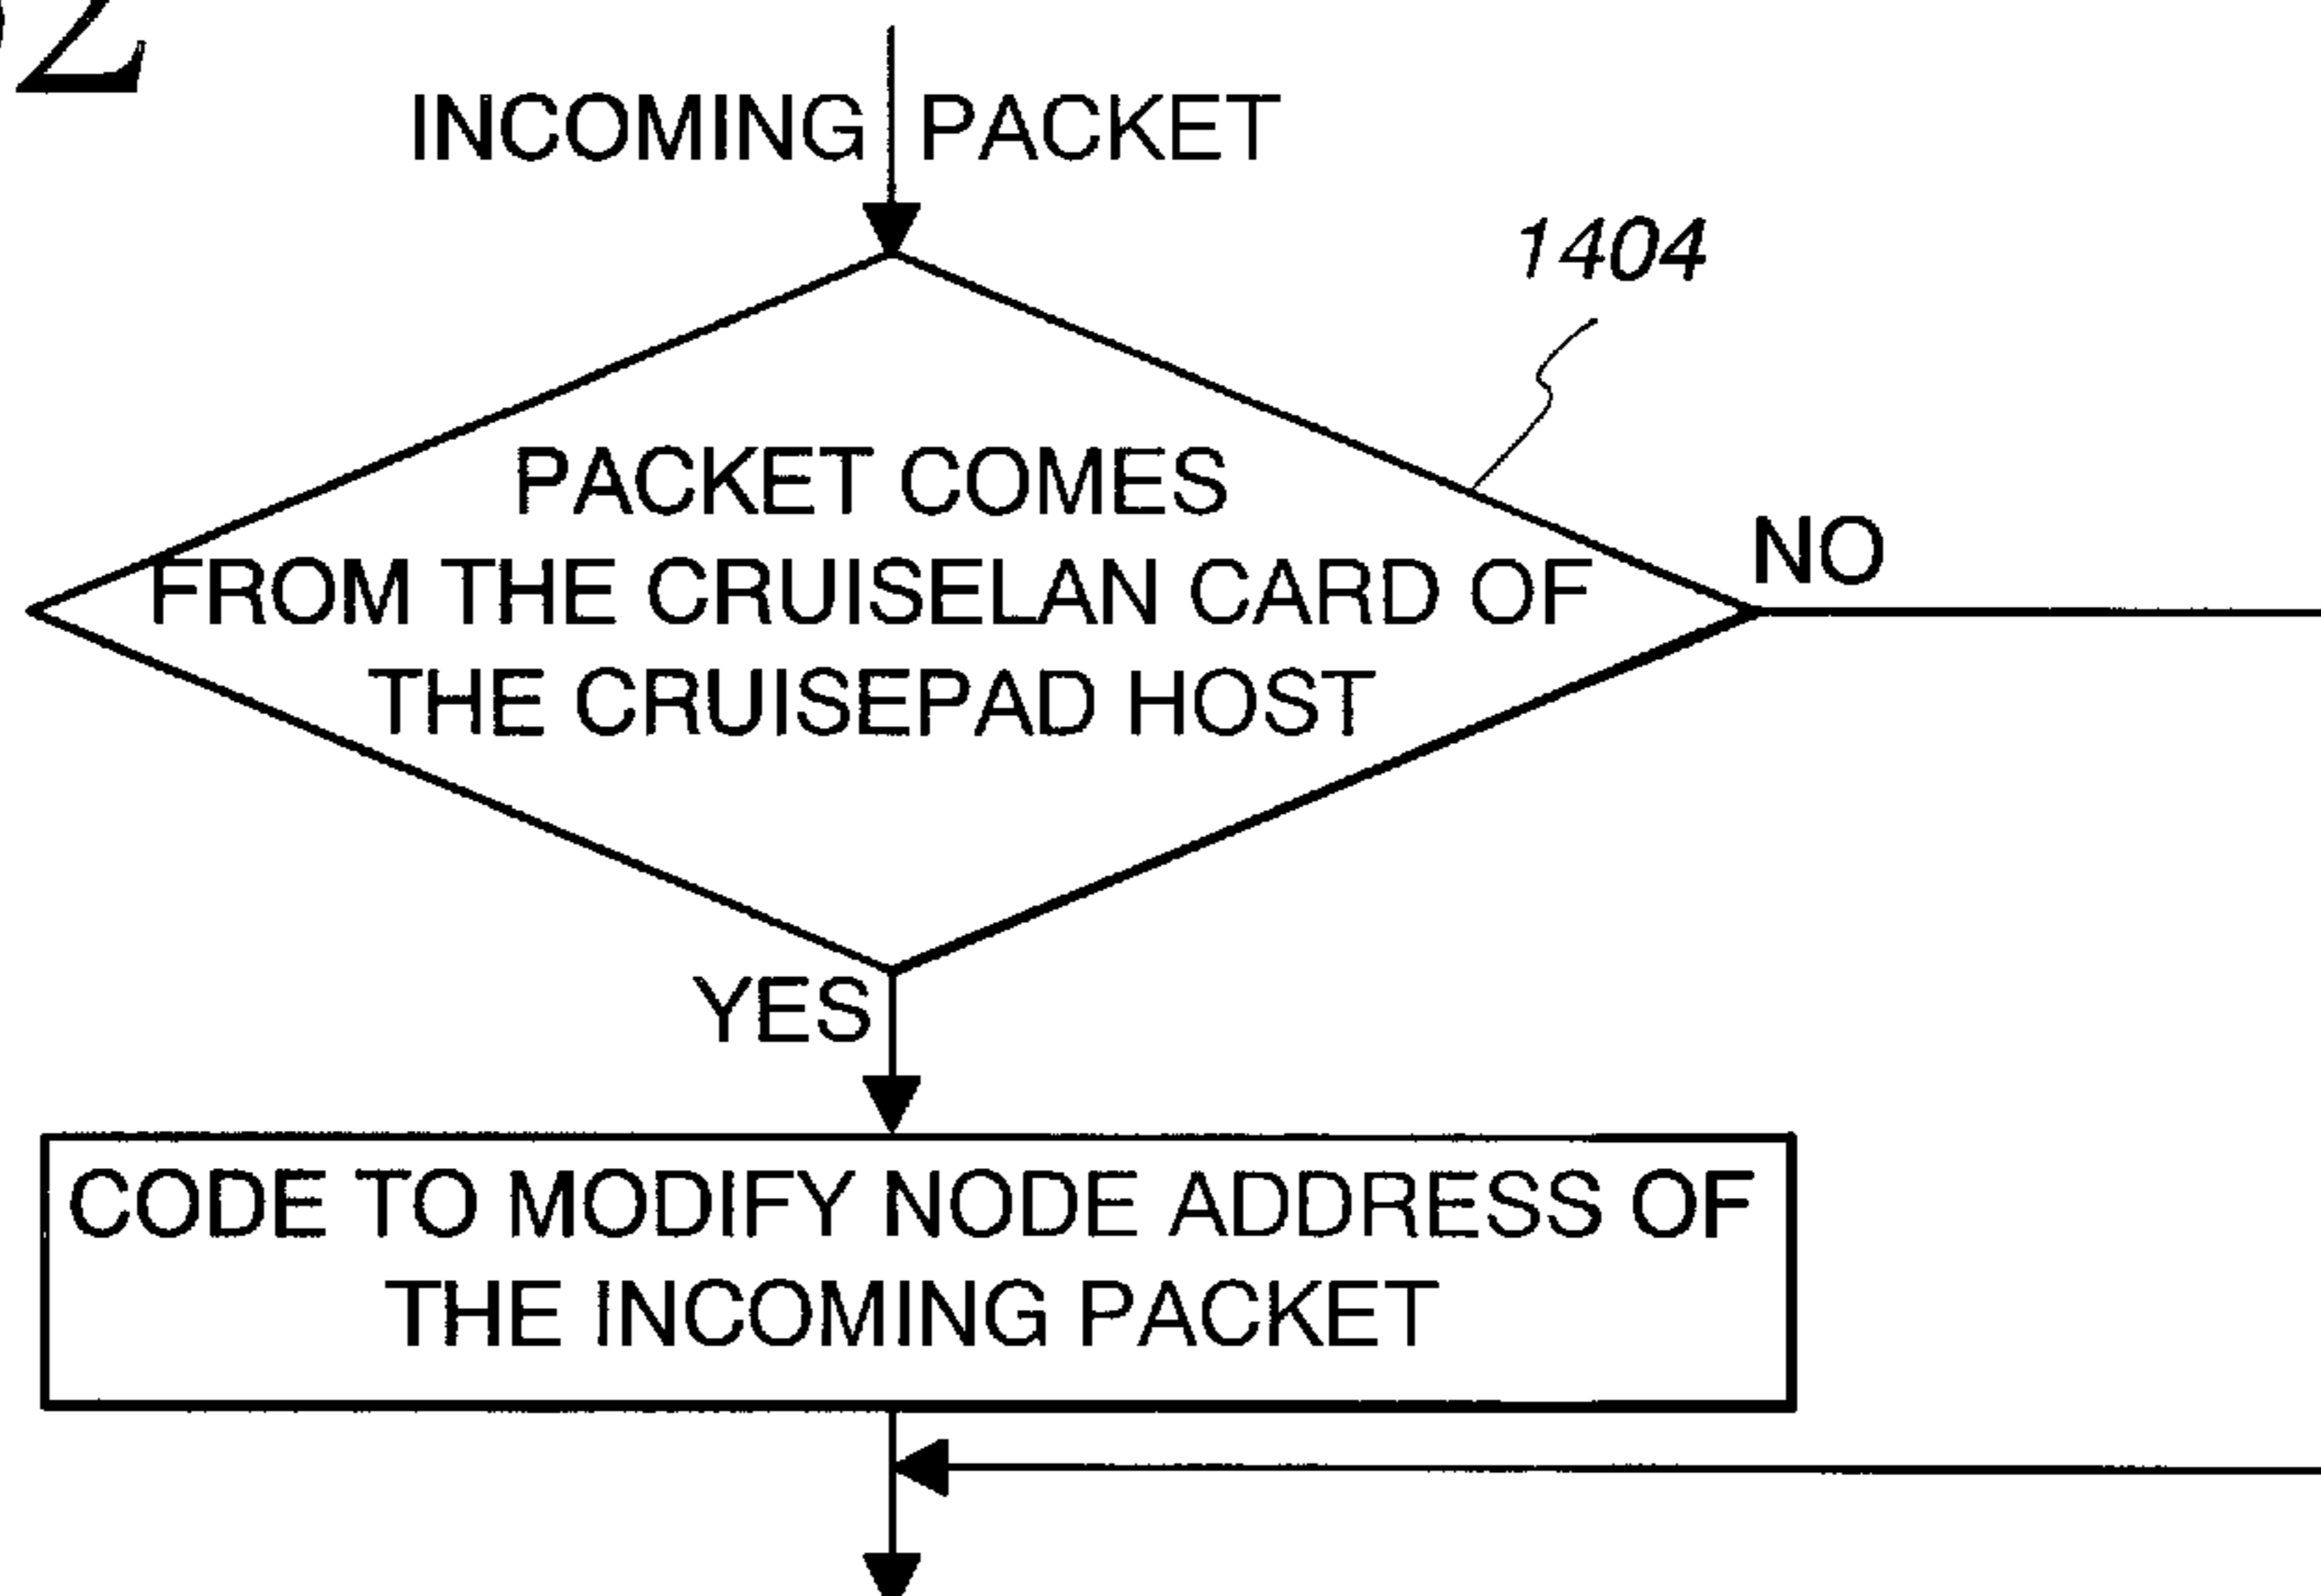 INCOMING PACKET
1404
PACKET COMES
FROM THE CRUISELAN CARD OF
THE CRUISEPAD HOST
NO
YES
CODE TO MODIFY NODE ADDRESS OF
THE INCOMING PACKET